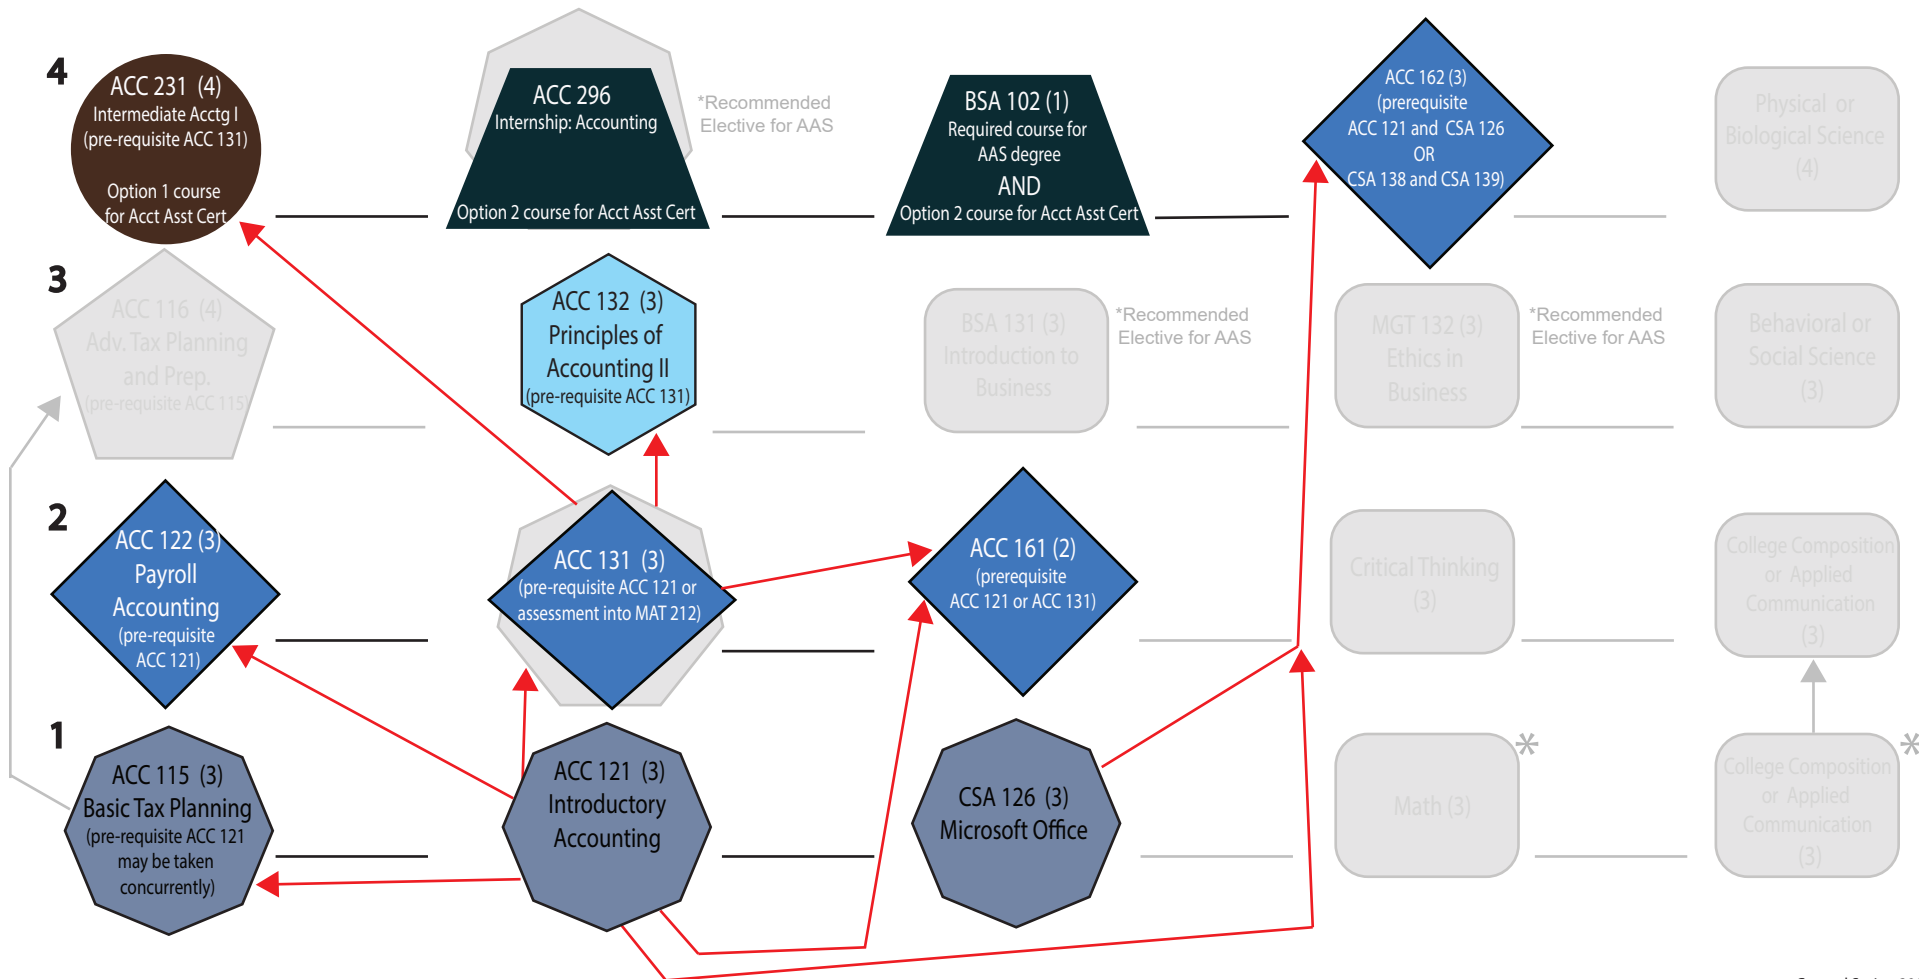 4
ACC 231 (4)
Intermediate Acctg I
(pre-requisite ACC 131)
Option 1 course
for Acct Asst Cert
ACC 296
Internship: Accounting
Option 2 course for Acct Asst Cert
*Recommended
Elective for AAS
BSA 102 (1)
Required course for
AAS degree
AND
Option 2 course for Acct Asst Cert
ACC 162 (3)
(prerequisite
ACC 121 and CSA 126
OR
CSA 138 and CSA 139)
Physical or
Biological Science
(4)
3
ACC 116 (4)
Adv. Tax Planning
and Prep.
(pre-requisite ACC 115)
ACC 132 (3)
Principles of
Accounting II
(pre-requisite ACC 131)
BSA 131 (3)
Introduction to
Business
*Recommended
Elective for AAS
MGT 132 (3)
Ethics in
Business
*Recommended
Elective for AAS
Behavioral or
Social Science
(3)
2
ACC 122 (3)
Payroll
Accounting
(pre-requisite
ACC 121)
ACC 131 (3)
(pre-requisite ACC 121 or
assessment into MAT 212)
ACC 161 (2)
(prerequisite
ACC 121 or ACC 131)
Critical Thinking
(3)
College Composition
or Applied
Communication
(3)
1
ACC 115 (3)
Basic Tax Planning
(pre-requisite ACC 121
may be taken
concurrently)
ACC 121 (3)
Introductory
Accounting
CSA 126 (3)
Microsoft Office
Math (3)
*
College Composition
or Applied
Communication
(3)
*